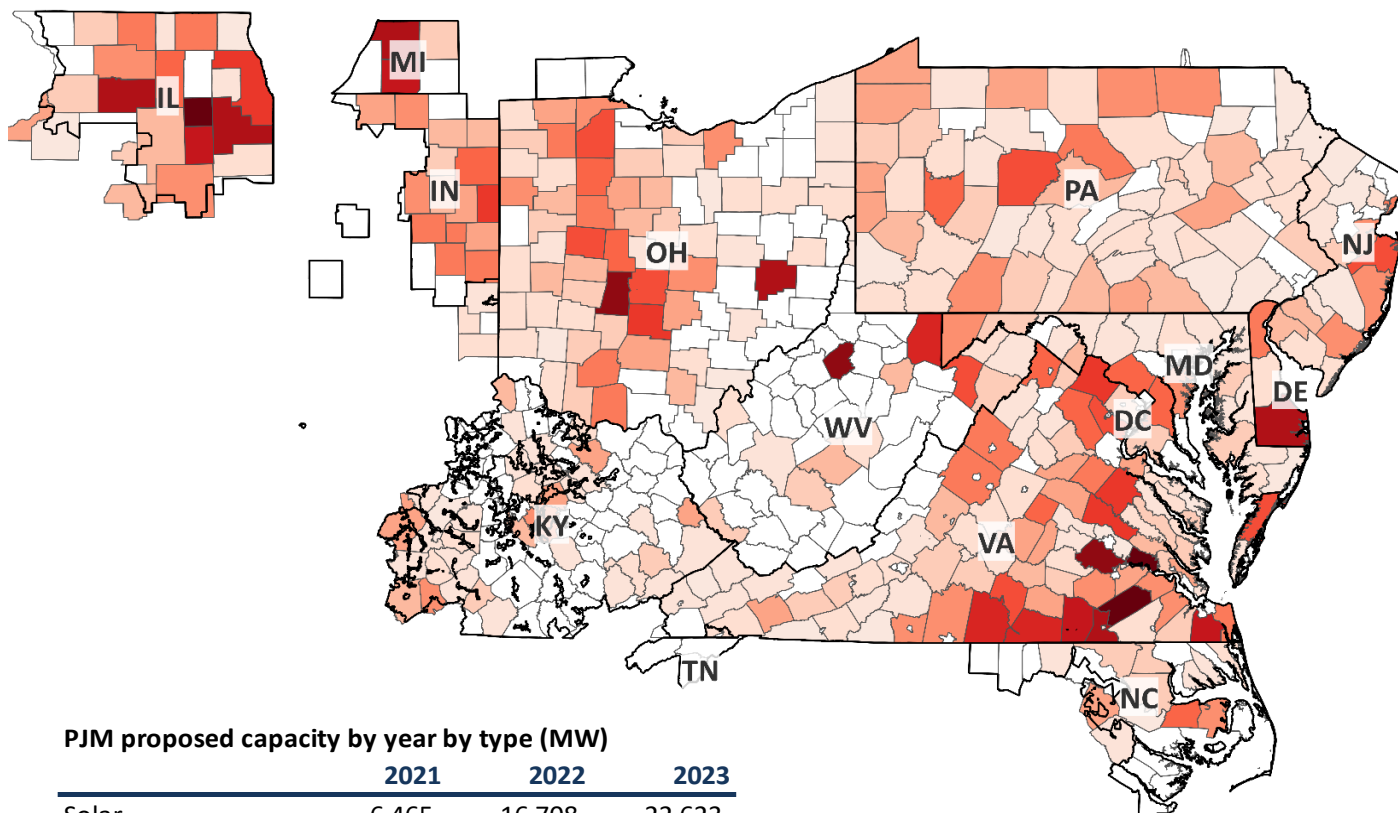 MI
IL
IN
PA
OH
NJ
MD
DE
DC
WV
KY
VA
TN
NC
PJM proposed capacity by year by type (MW)
2021 2022 2023